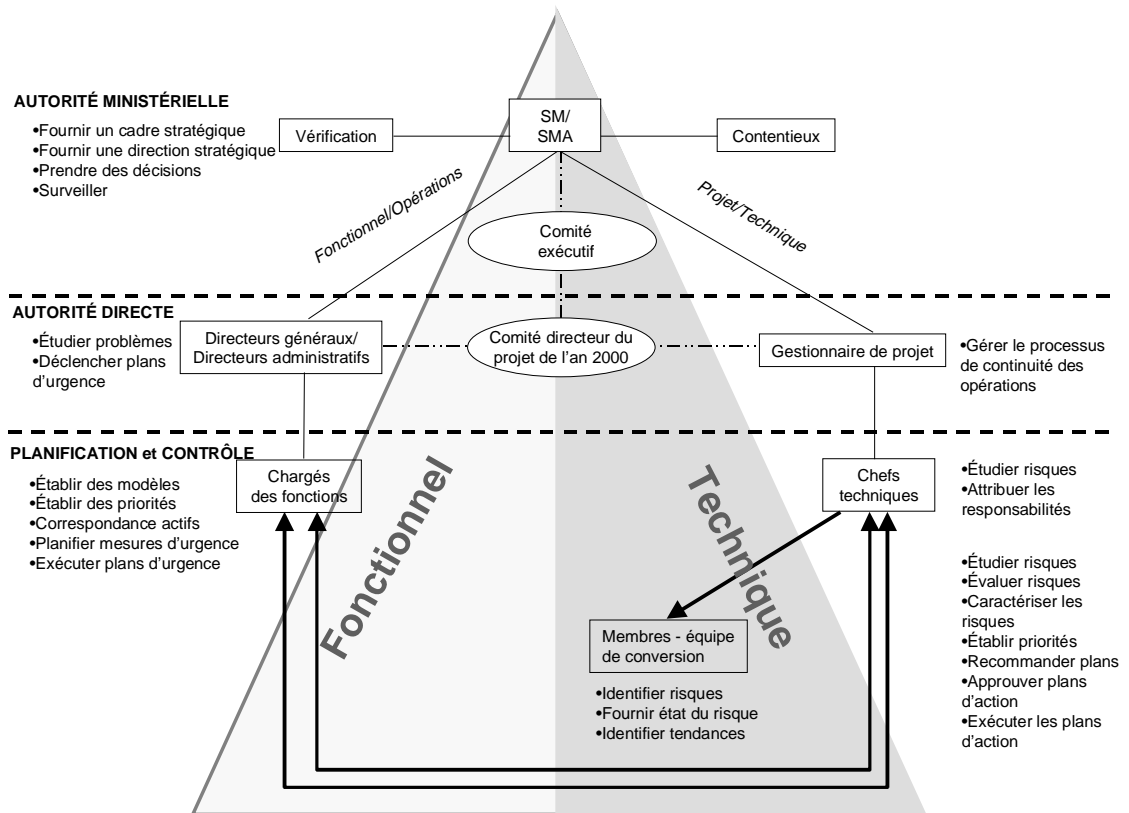 AUTORITÉ MINISTÉRIELLE
•Fournir un cadre stratégique
•Fournir une direction stratégique
•Prendre des décisions
•Surveiller
Vérification
SM/
SMA
Contentieux
Fonctionnel/Opérations
Projet/Technique
Comité
exécutif
AUTORITÉ DIRECTE
•Étudier problèmes
•Déclencher plans
d'urgence
Directeurs généraux/
Directeurs administratifs
Comité directeur du
projet de l'an 2000
Gestionnaire de projet
•Gérer le processus
de continuité des
opérations
PLANIFICATION et CONTRÔLE
•Établir des modèles
•Établir des priorités
•Correspondance actifs
•Planifier mesures d'urgence
•Exécuter plans d'urgence
Chargés
des fonctions
Fonctionnel
Technique
Chefs
techniques
•Étudier risques
•Attribuer les
responsabilités
•Étudier risques
•Évaluer risques
•Caractériser les
risques
•Établir priorités
•Recommander plans
•Approuver plans
d'action
•Exécuter les plans
d'action
Membres - équipe
de conversion
•Identifier risques
•Fournir état du risque
•Identifier tendances